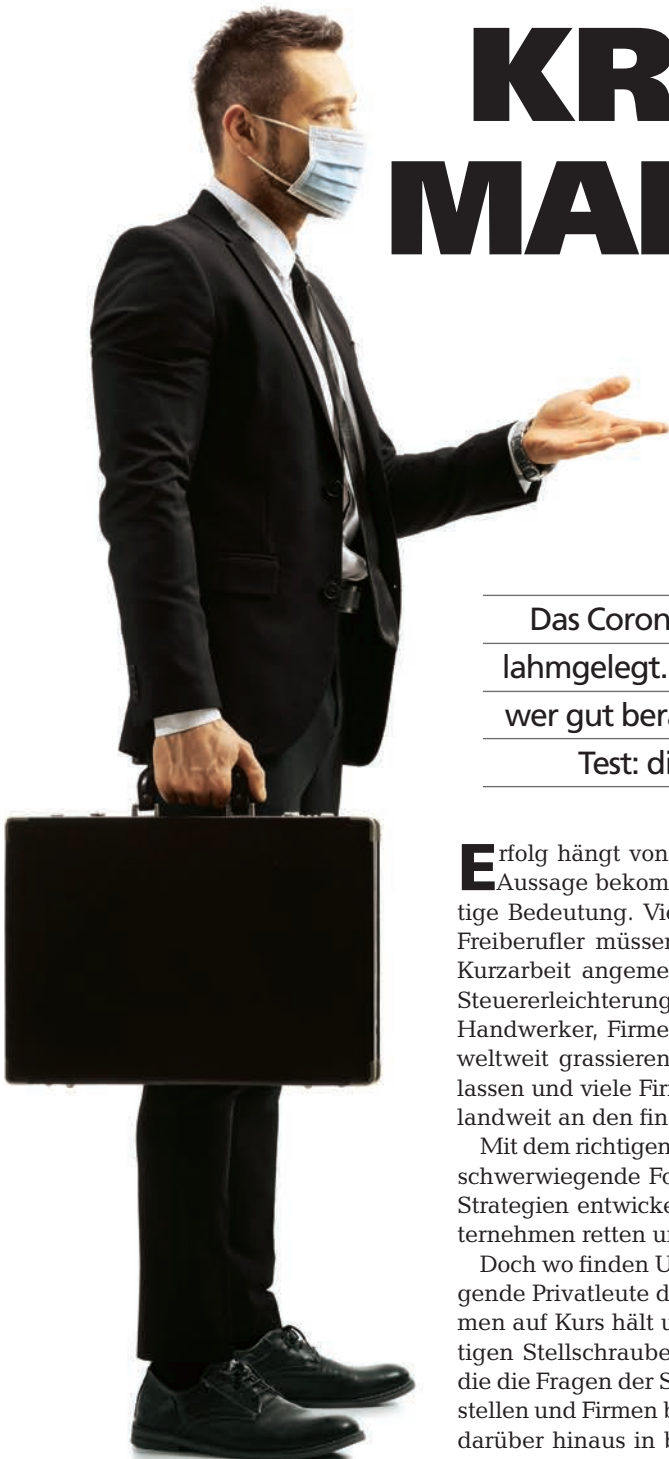 KR
MA
Das Coron
lahmgelegt.
wer gut ber
Test: di
Erfolg hängt von
Aussage bekom
tige Bedeutung. Vie
Freiberufler müsser
Kurzarbeit angeme
Steuererleichterung
Handwerker, Firme
weltweit grassieren
lassen und viele Fir
landweit an den fin
Mit dem richtigen
schwerwiegende Fo
Strategien entwicke
ternehmen retten u
Doch wo finden U
gende Privatleute d
men auf Kurs hält u
tigen Stellschraube
die die Fragen der S
stellen und Firmen b
darüber hinaus in b